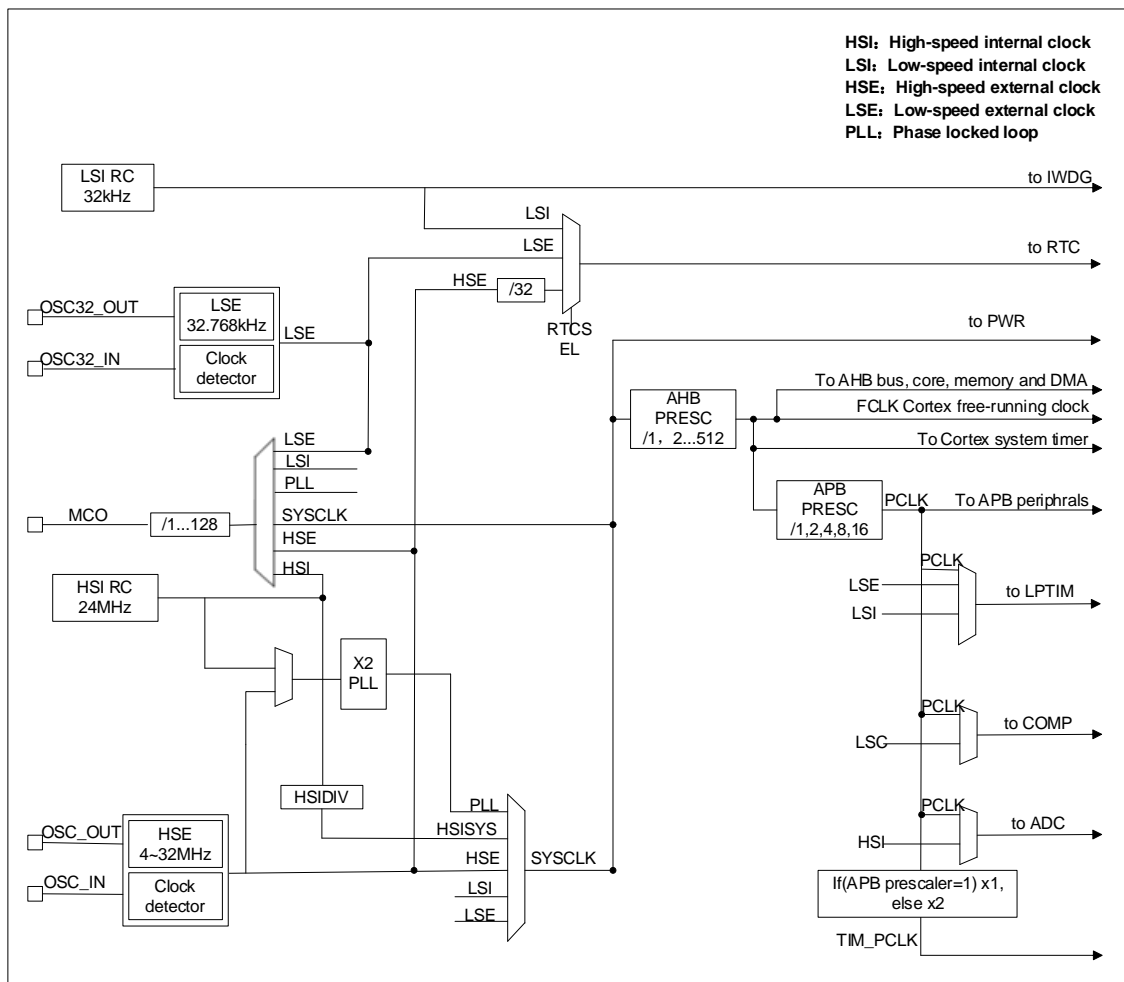 HSI：High-speed internal clock
LSI：Low-speed internal clock
HSE：High-speed external clock
LSE：Low-speed external clock
PLL：Phase locked loop
LSI RC
32kHz
to IWDG
LSI
LSE
to RTC
HSE
/32
OSC32_OUT
LSE
32.768kHz
LSE
RTCS
EL
to PWR
OSC32_IN
Clock
detector
To AHB bus, core, memory and DMA
AHB
PRESC
/1，2...512
FCLK Cortex free-running clock
To Cortex system timer
LSE
LSI
PLL
APB
PRESC
/1,2,4,8,16
PCLK
To APB periphrals
MCO
/1...128
SYSCLK
HSE
HSI
PCLK
LSE
LSI
to LPTIM
HSI RC
24MHz
X2
PLL
PCLK
LSC
to COMP
HSIDIV
PLL
HSISYS
HSE
LSI
LSE
SYSCLK
PCLK
HSI
to ADC
OSC_OUT
HSE
4~32MHz
OSC_IN
Clock
detector
If(APB prescaler=1) x1,
else x2
TIM_PCLK